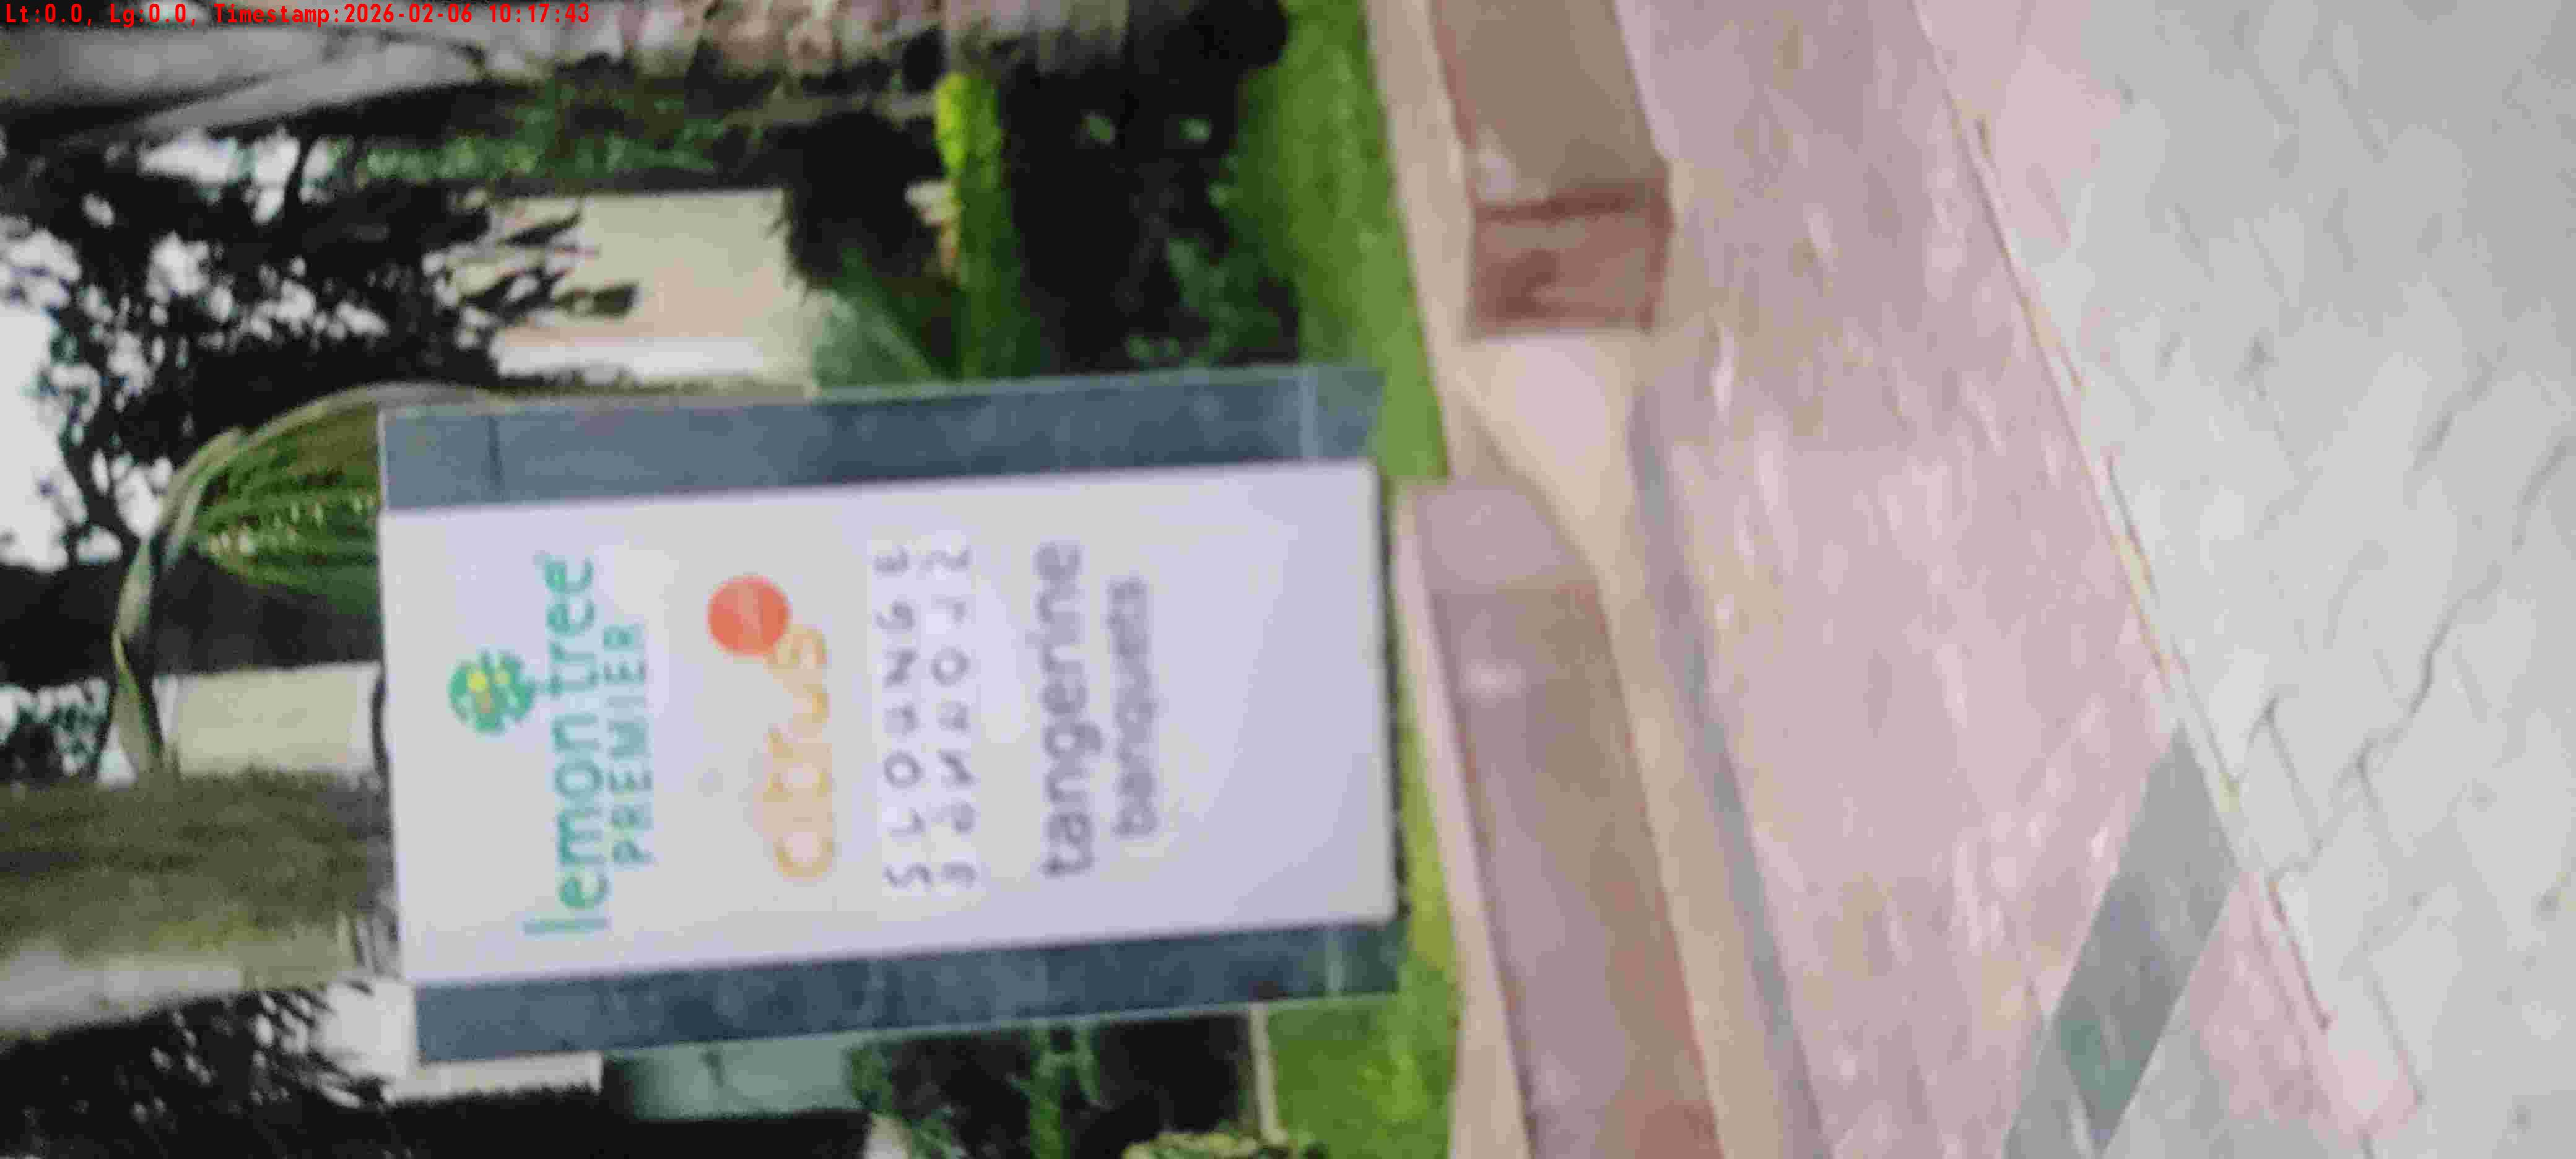 Lt:0.0, Lg:0.0, Timestamp:2026-02-06 10:17:43
lemon tree
PREMIER
citrus
tangerine
banquets